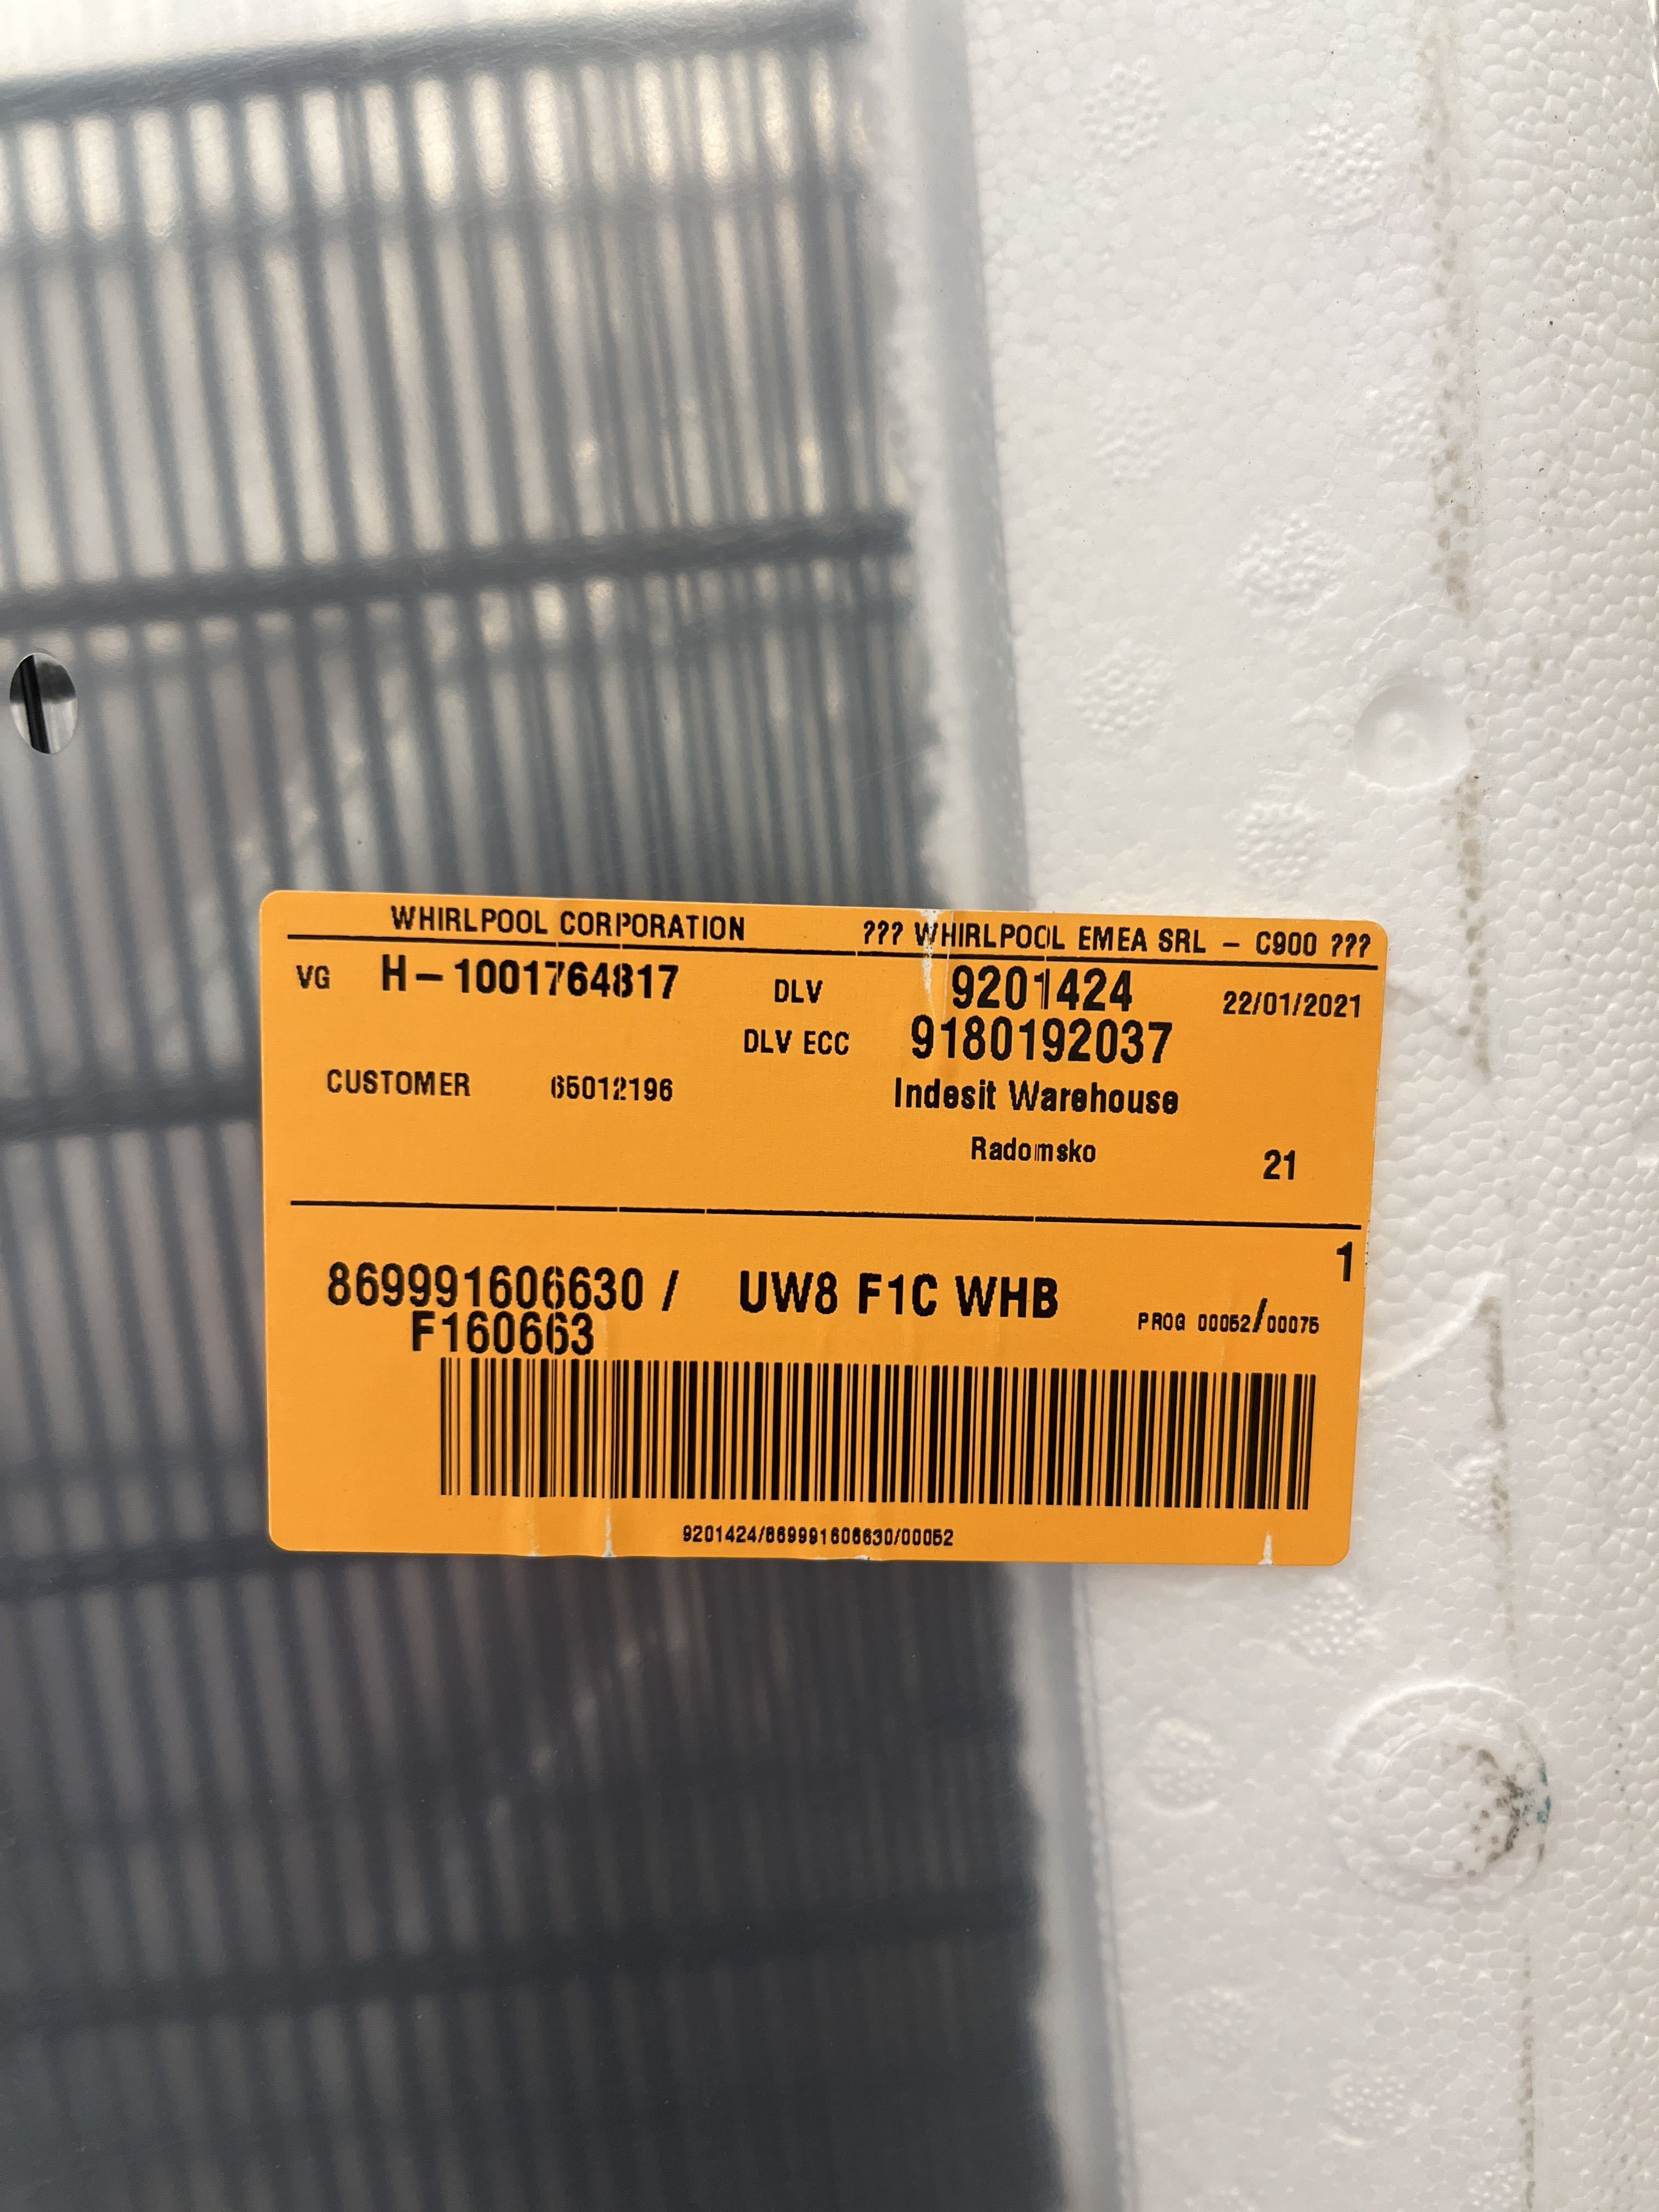 WHIRLPOOL CORPORATION ??? WHIRLPOOL EMEA SRL – C900 ???
VG H–1001764817 DLV 9201424 22/01/2021
DLV ECC 9180192037
CUSTOMER 65012196 Indesit Warehouse
Radomsko 21
1
869991606630 / UW8 F1C WHB PROG 00052/00075
F160663
9201424/869991606630/00052